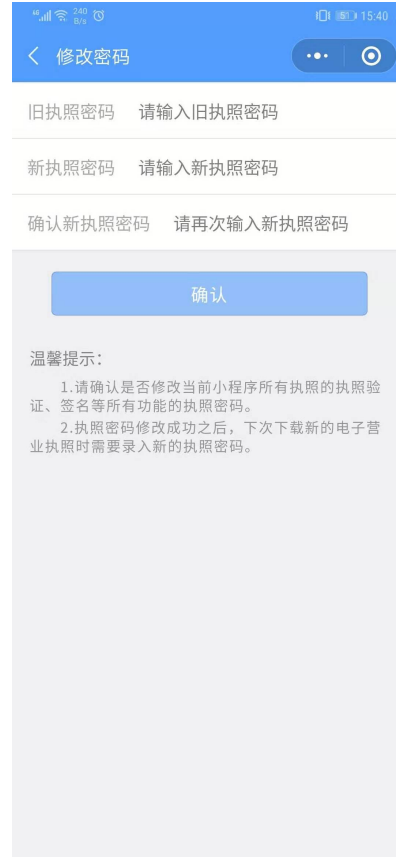 46 240 B/s 51 15:40
修改密码
旧执照密码 请输入旧执照密码
新执照密码 请输入新执照密码
确认新执照密码 请再次输入新执照密码
确认
温馨提示：
1.请确认是否修改当前小程序所有执照的执照验
证、签名等所有功能的执照密码。
2.执照密码修改成功之后，下次下载新的电子营
业执照时需要录入新的执照密码。